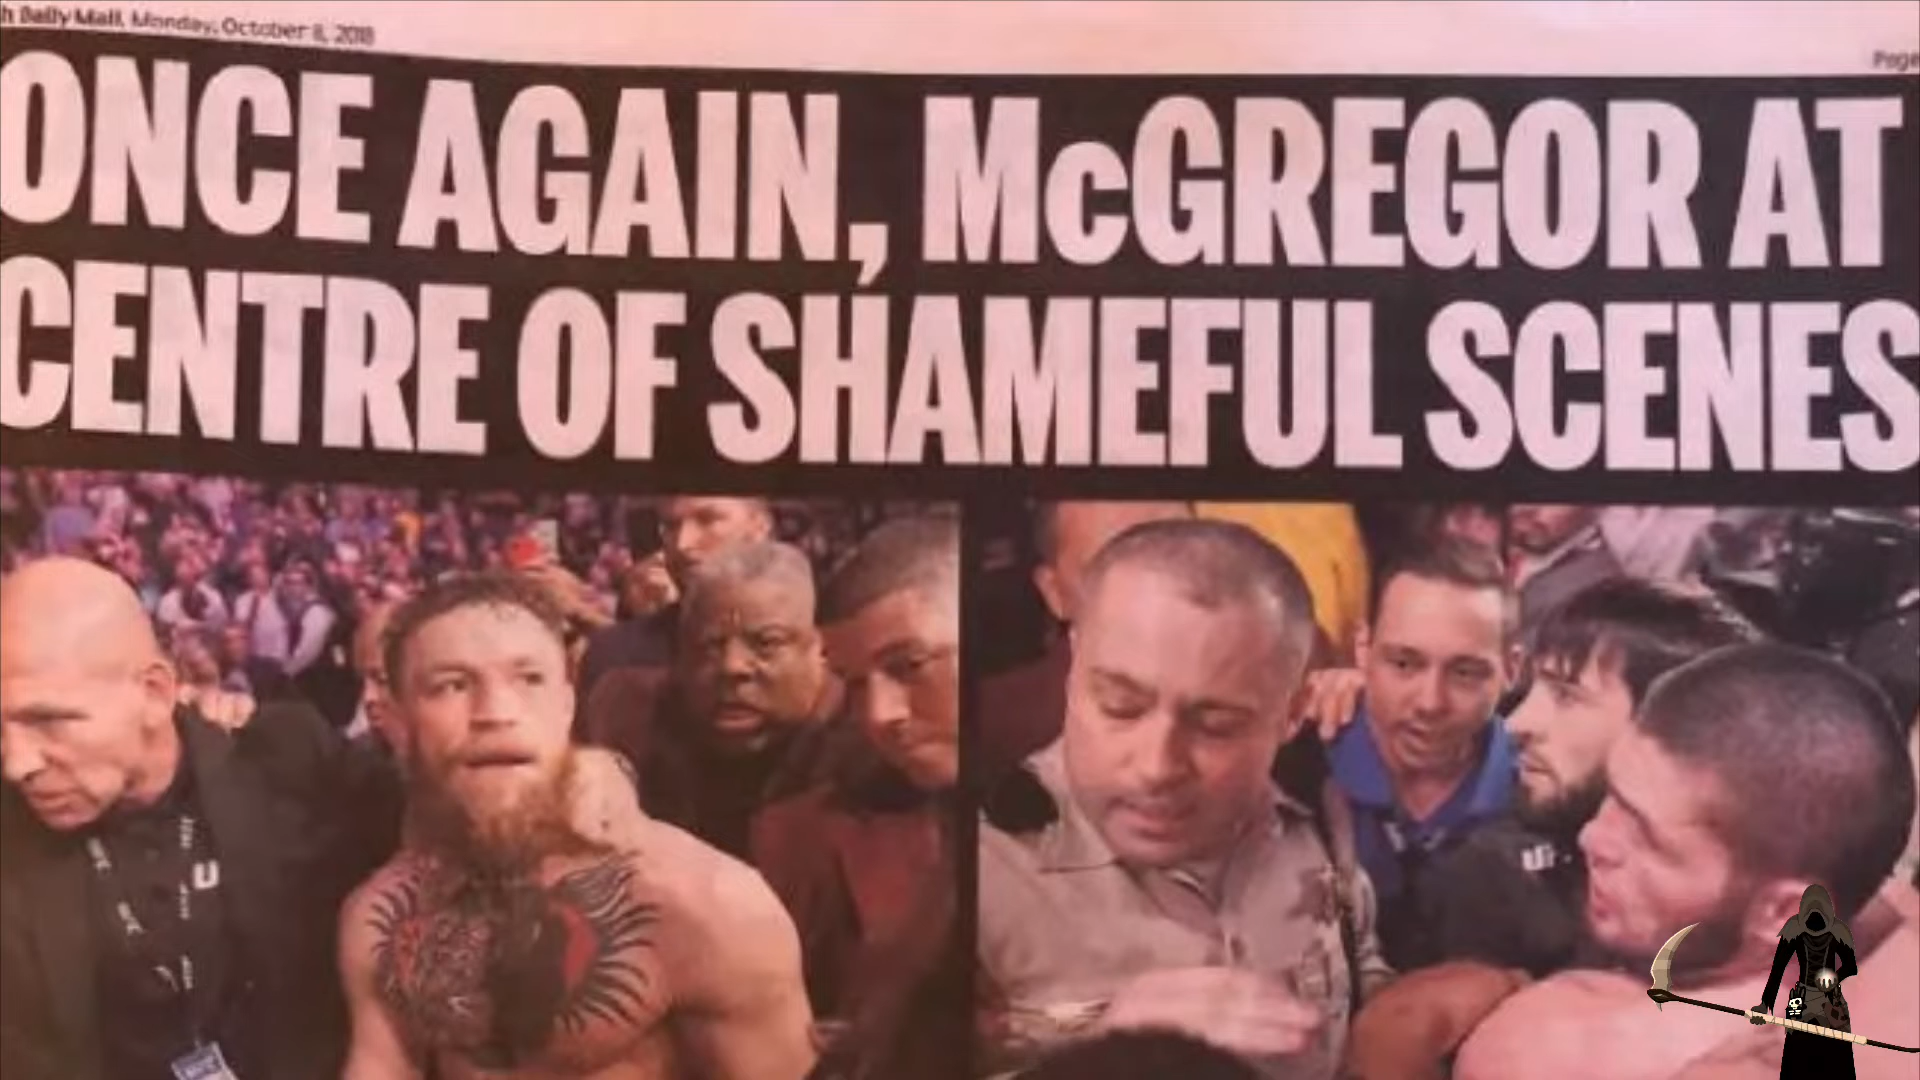 h Daily Mail, Monday, October 8, 2018
Page
ONCE AGAIN, McGREGOR AT
CENTRE OF SHAMEFUL SCENES